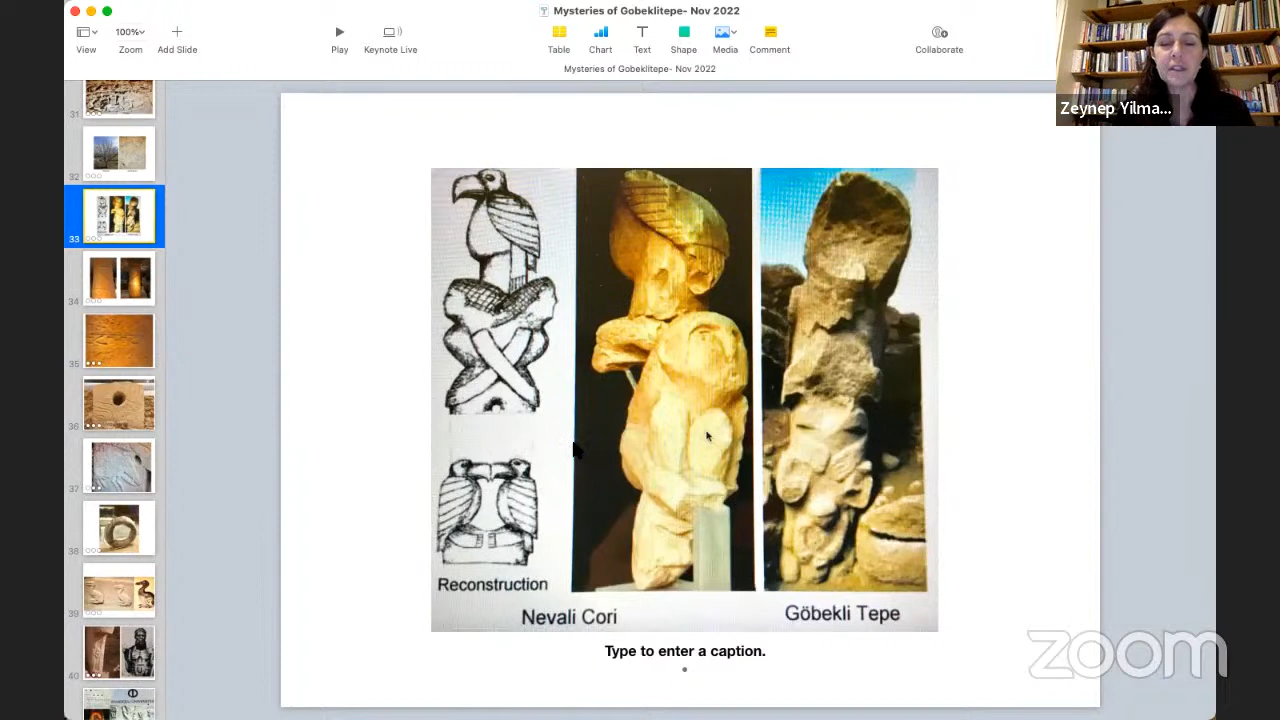 Mysteries of Gobeklitepe- Nov 2022
View
100%
Zoom
Add Slide
Play
Keynote Live
Table
Chart
Text
Shape
Media
Comment
Collaborate
Mysteries of Gobeklitepe- Nov 2022
Zeynep Yilma...
31
32
33
34
35
36
37
38
39
40
Reconstruction
Nevali Cori
Göbekli Tepe
Type to enter a caption.
zoom